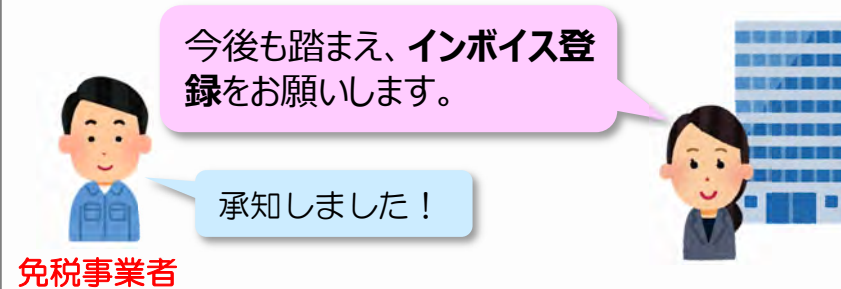 今後も踏まえ、インボイス登
録をお願いします。
承知しました！
免税事業者